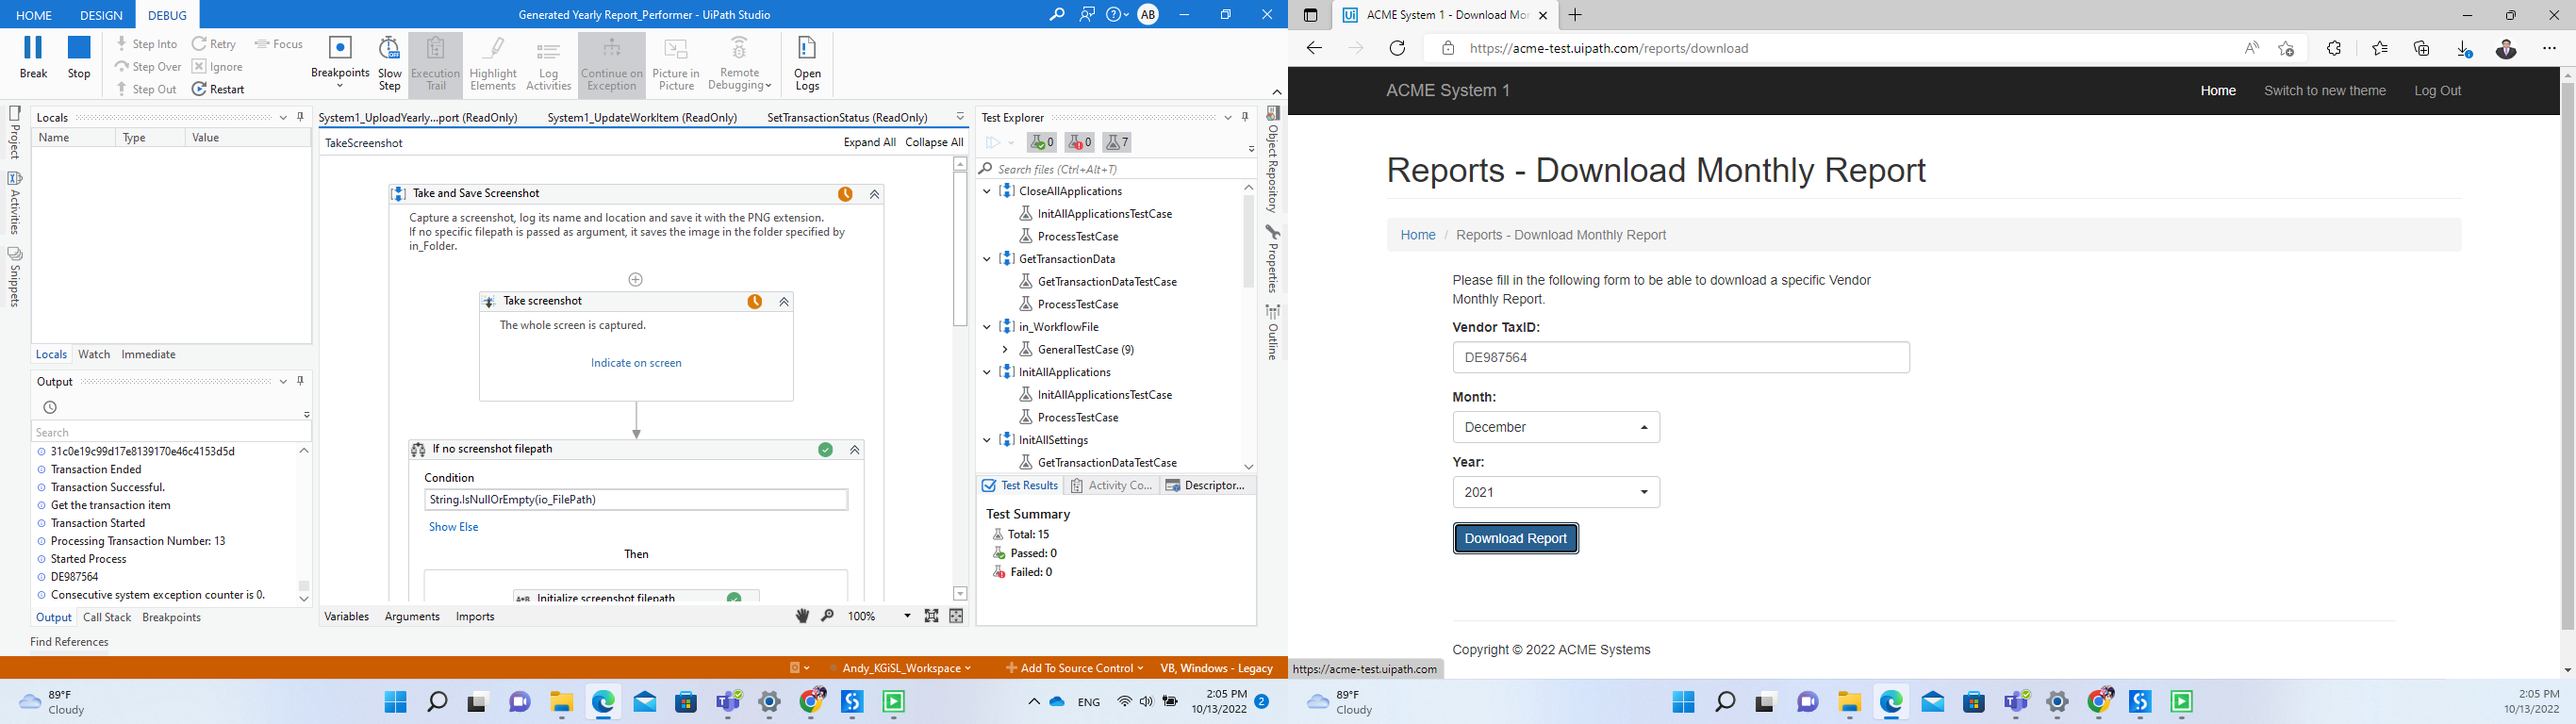 HOME DESIGN DEBUG
Generated Yearly Report_Performer - UiPath Studio
AB
Break
Stop
Step Into
Step Over
Step Out
Retry
Ignore
Restart
Focus
Breakpoints
Slow
Step
Execution
Trail
Highlight
Elements
Log
Activities
Continue on
Exception
Picture in
Picture
Remote
Debugging
Open
Logs
Project
Activities
Snippets
Locals
Name Type Value
Locals Watch Immediate
Output
Search
31c0e19c99d17e8139170e46c4153d5d
Transaction Ended
Transaction Successful.
Get the transaction item
Transaction Started
Processing Transaction Number: 13
Started Process
DE987564
Consecutive system exception counter is 0.
Output Call Stack Breakpoints
Find References
System1_UploadYearly...port (ReadOnly) System1_UpdateWorkItem (ReadOnly) SetTransactionStatus (ReadOnly)
TakeScreenshot Expand All Collapse All
Take and Save Screenshot
Capture a screenshot, log its name and location and save it with the PNG extension.
If no specific filepath is passed as argument, it saves the image in the folder specified by
in_Folder.
Take screenshot
The whole screen is captured.
Indicate on screen
If no screenshot filepath
Condition
String.IsNullOrEmpty(io_FilePath)
Show Else
Then
A*B Initialize screenshot filepath
Variables Arguments Imports 100%
Test Explorer
0 0 7
Search files (Ctrl+Alt+T)
CloseAllApplications
InitAllApplicationsTestCase
ProcessTestCase
GetTransactionData
GetTransactionDataTestCase
ProcessTestCase
in_WorkflowFile
GeneralTestCase (9)
InitAllApplications
InitAllApplicationsTestCase
ProcessTestCase
InitAllSettings
GetTransactionDataTestCase
Test Results Activity Co... Descriptor...
Test Summary
Total: 15
Passed: 0
Failed: 0
Object Repository
Properties
Outline
Andy_KGiSL_Workspace Add To Source Control VB, Windows - Legacy
89°F
Cloudy
ENG
2:05 PM
10/13/2022
2
Ui ACME System 1 - Download Mor
https://acme-test.uipath.com/reports/download
ACME System 1 Home Switch to new theme Log Out
Reports - Download Monthly Report
Home / Reports - Download Monthly Report
Please fill in the following form to be able to download a specific Vendor
Monthly Report.
Vendor TaxID:
DE987564
Month:
December
Year:
2021
Download Report
Copyright © 2022 ACME Systems
https://acme-test.uipath.com
89°F
Cloudy
2:05 PM
10/13/2022